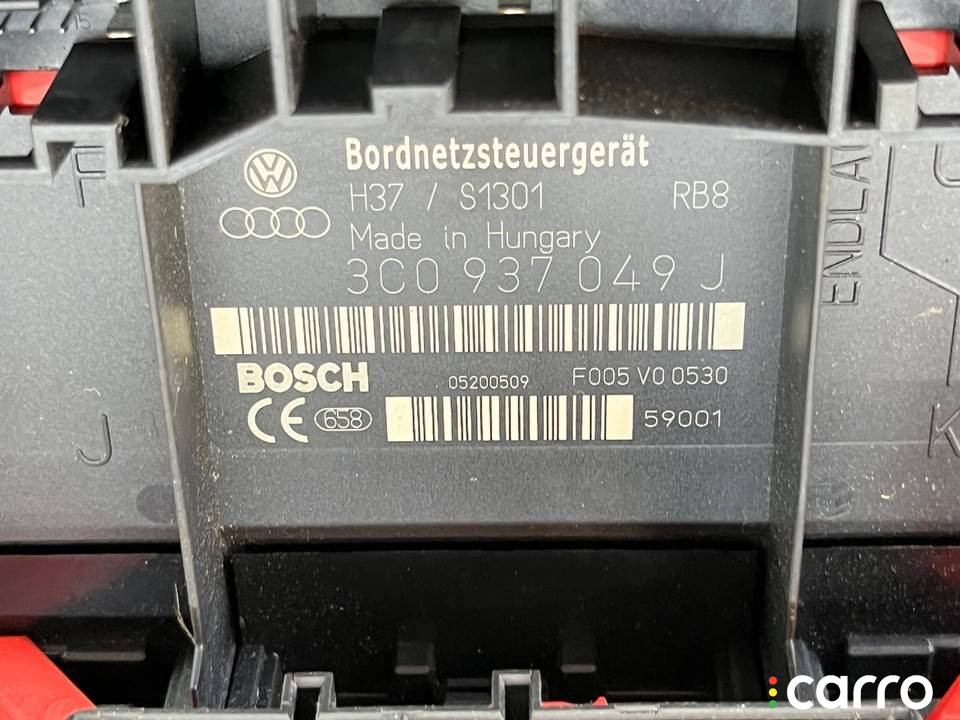 15
F
Bordnetzsteuergerät
H37 / S1301 RB8
Made in Hungary
3C0 937 049 J
BOSCH 05200509 F005 V0 0530
CE 658 59001
J
K
carro